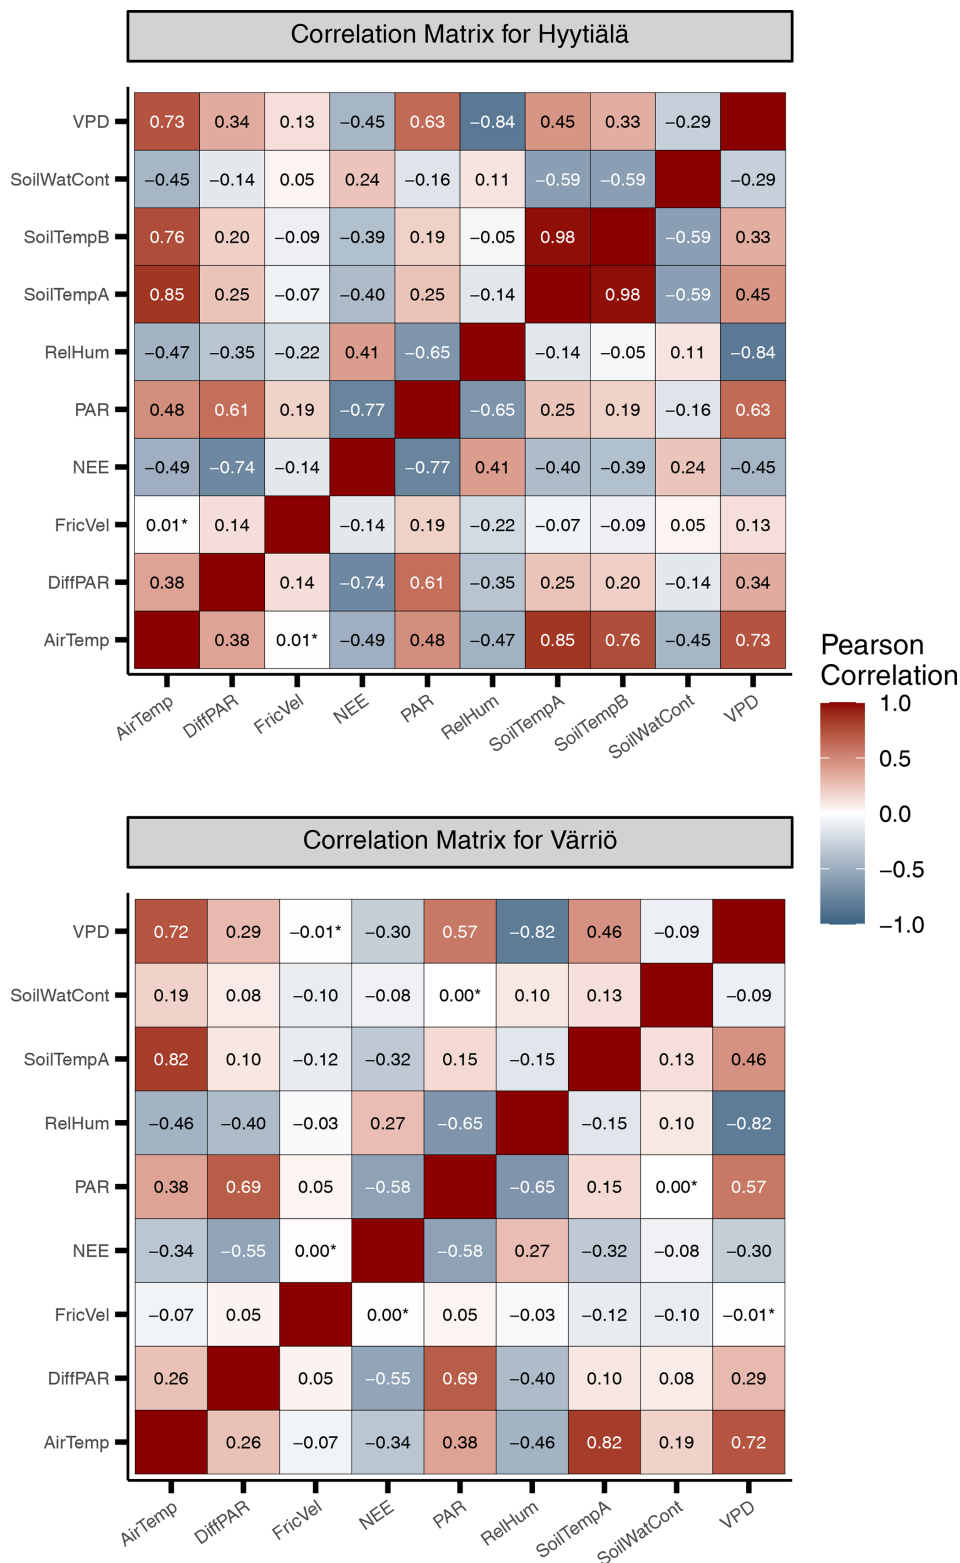 Correlation Matrix for Hyytiälä
VPD 0.73 0.34 0.13 −0.45 0.63 −0.84 0.45 0.33 −0.29
SoilWatCont −0.45 −0.14 0.05 0.24 −0.16 0.11 −0.59 −0.59 −0.29
SoilTempB 0.76 0.20 −0.09 −0.39 0.19 −0.05 0.98 −0.59 0.33
SoilTempA 0.85 0.25 −0.07 −0.40 0.25 −0.14 0.98 −0.59 0.45
RelHum −0.47 −0.35 −0.22 0.41 −0.65 −0.14 −0.05 0.11 −0.84
PAR 0.48 0.61 0.19 −0.77 −0.65 0.25 0.19 −0.16 0.63
NEE −0.49 −0.74 −0.14 −0.77 0.41 −0.40 −0.39 0.24 −0.45
FricVel 0.01* 0.14 −0.14 0.19 −0.22 −0.07 −0.09 0.05 0.13
DiffPAR 0.38 0.14 −0.74 0.61 −0.35 0.25 0.20 −0.14 0.34
AirTemp 0.38 0.01* −0.49 0.48 −0.47 0.85 0.76 −0.45 0.73
AirTemp DiffPAR FricVel NEE PAR RelHum SoilTempA SoilTempB SoilWatCont VPD
Pearson
Correlation
1.0
0.5
0.0
−0.5
−1.0
Correlation Matrix for Värriö
VPD 0.72 0.29 −0.01* −0.30 0.57 −0.82 0.46 −0.09
SoilWatCont 0.19 0.08 −0.10 −0.08 0.00* 0.10 0.13 −0.09
SoilTempA 0.82 0.10 −0.12 −0.32 0.15 −0.15 0.13 0.46
RelHum −0.46 −0.40 −0.03 0.27 −0.65 −0.15 0.10 −0.82
PAR 0.38 0.69 0.05 −0.58 −0.65 0.15 0.00* 0.57
NEE −0.34 −0.55 0.00* −0.58 0.27 −0.32 −0.08 −0.30
FricVel −0.07 0.05 0.00* 0.05 −0.03 −0.12 −0.10 −0.01*
DiffPAR 0.26 0.05 −0.55 0.69 −0.40 0.10 0.08 0.29
AirTemp 0.26 −0.07 −0.34 0.38 −0.46 0.82 0.19 0.72
AirTemp DiffPAR FricVel NEE PAR RelHum SoilTempA SoilWatCont VPD